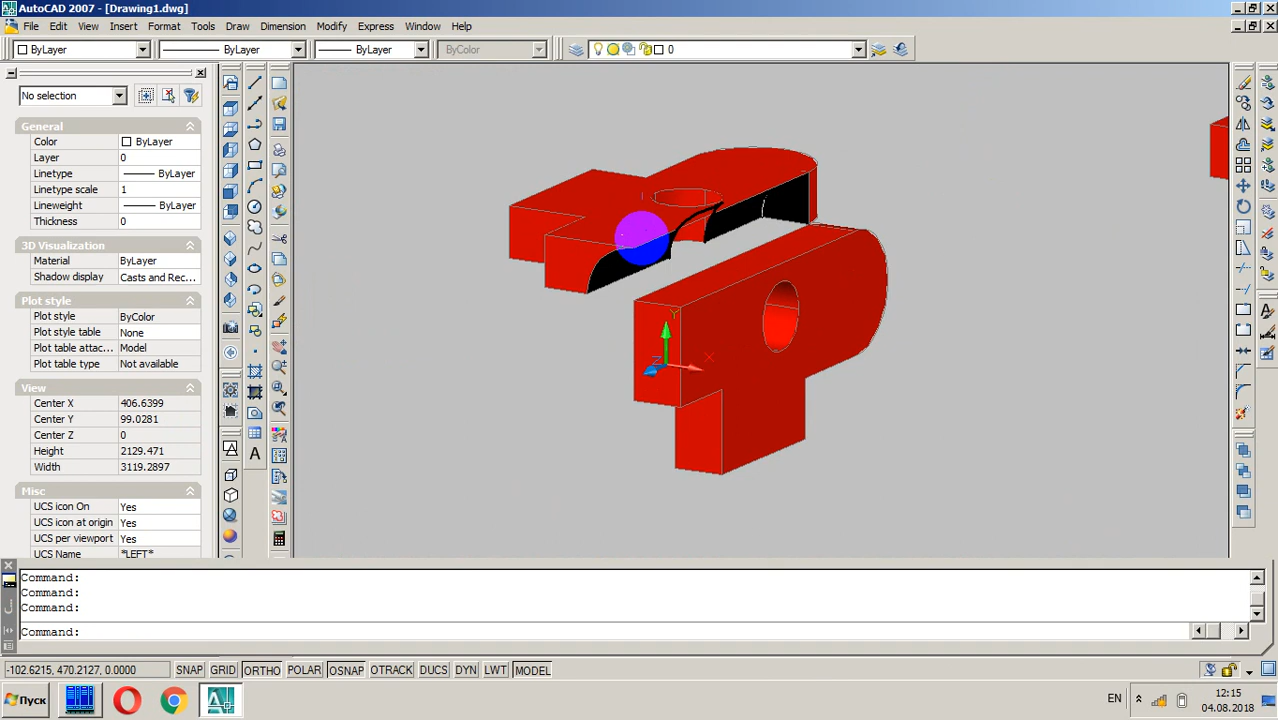 AutoCAD 2007 - [Drawing1.dwg]
File Edit View Insert Format Tools Draw Dimension Modify Express Window Help
ByLayer ByLayer ByLayer ByColor 0
No selection
General
Color ByLayer
Layer 0
Linetype ByLayer
Linetype scale 1
Lineweight ByLayer
Thickness 0
3D Visualization
Material ByLayer
Shadow display Casts and Rec...
Plot style
Plot style ByColor
Plot style table None
Plot table attac... Model
Plot table type Not available
View
Center X 406.6399
Center Y 99.0281
Center Z 0
Height 2129.471
Width 3119.2897
Misc
UCS icon On Yes
UCS icon at origin Yes
UCS per viewport Yes
UCS Name *LEFT*
Y
Z
X
A
Command:
Command:
Command:
Command:
-102.6215, 470.2127, 0.0000 SNAP GRID ORTHO POLAR OSNAP OTRACK DUCS DYN LWT MODEL
Пуск EN 12:15
04.08.2018